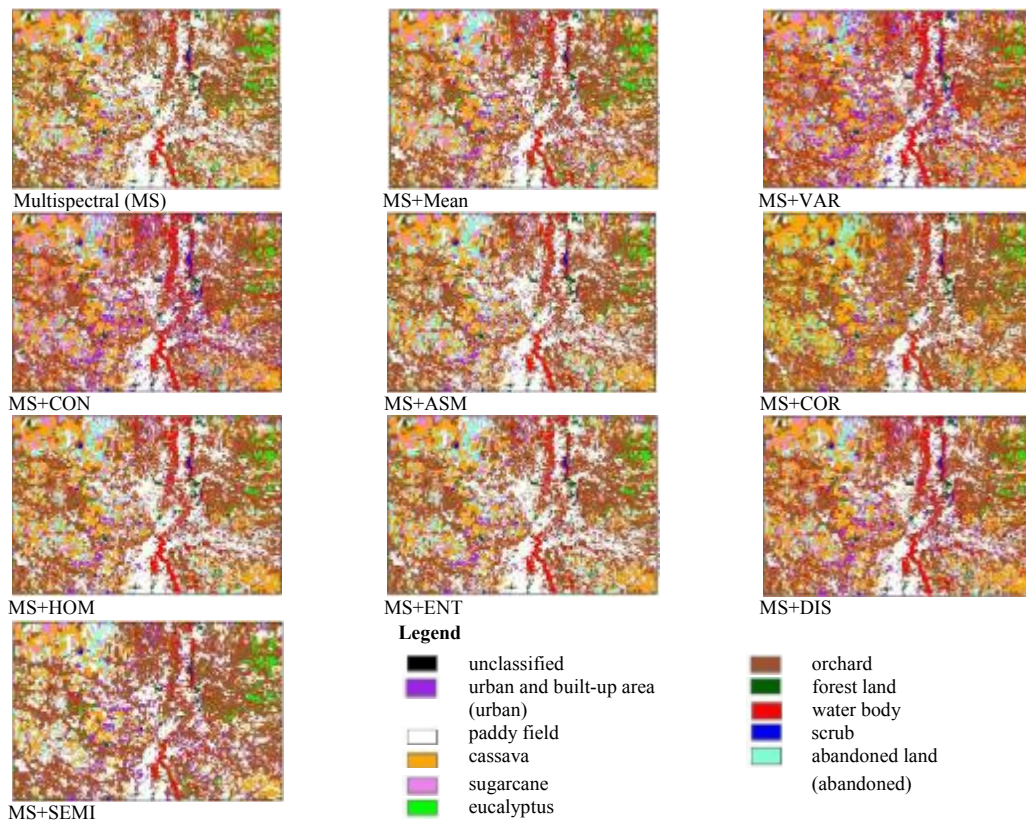 Multispectral (MS)
MS+Mean
MS+VAR
MS+CON
MS+ASM
MS+COR
MS+HOM
MS+ENT
MS+DIS
MS+SEMI
Legend
unclassified
urban and built-up area
(urban)
paddy field
cassava
sugarcane
eucalyptus
orchard
forest land
water body
scrub
abandoned land
(abandoned)